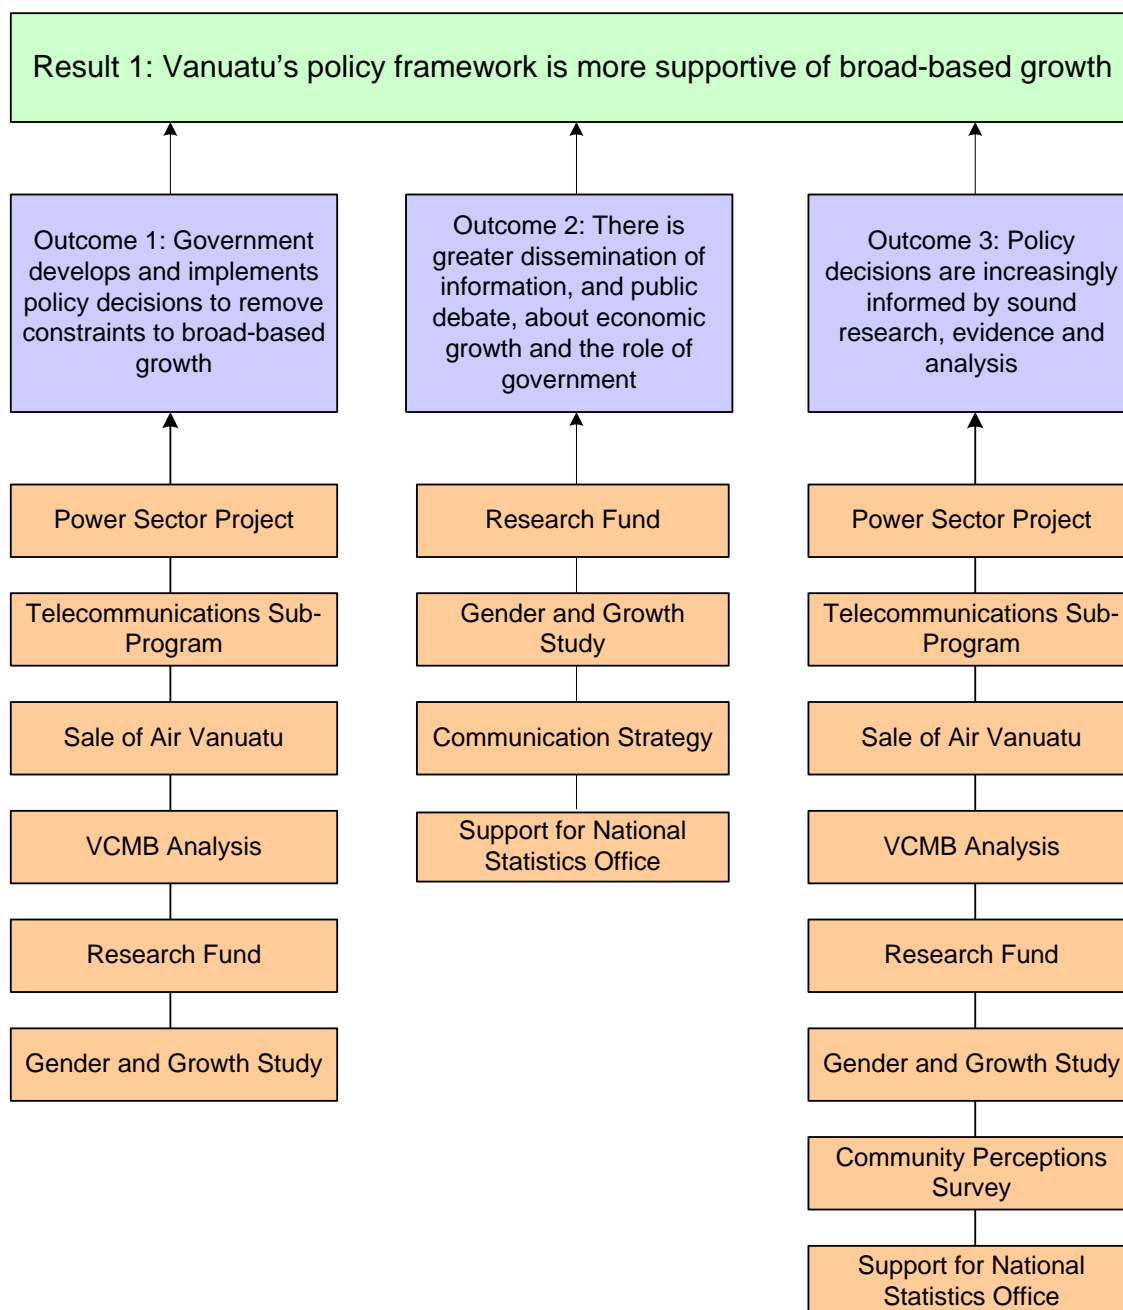 Result 1: Vanuatu’s policy framework is more supportive of broad-based growth
Outcome 1: Government
develops and implements
policy decisions to remove
constraints to broad-based
growth
Power Sector Project
Telecommunications Sub-
Program
Sale of Air Vanuatu
VCMB Analysis
Research Fund
Gender and Growth Study
Outcome 2: There is
greater dissemination of
information, and public
debate, about economic
growth and the role of
government
Research Fund
Gender and Growth
Study
Communication Strategy
Support for National
Statistics Office
Outcome 3: Policy
decisions are increasingly
informed by sound
research, evidence and
analysis
Power Sector Project
Telecommunications Sub-
Program
Sale of Air Vanuatu
VCMB Analysis
Research Fund
Gender and Growth Study
Community Perceptions
Survey
Support for National
Statistics Office